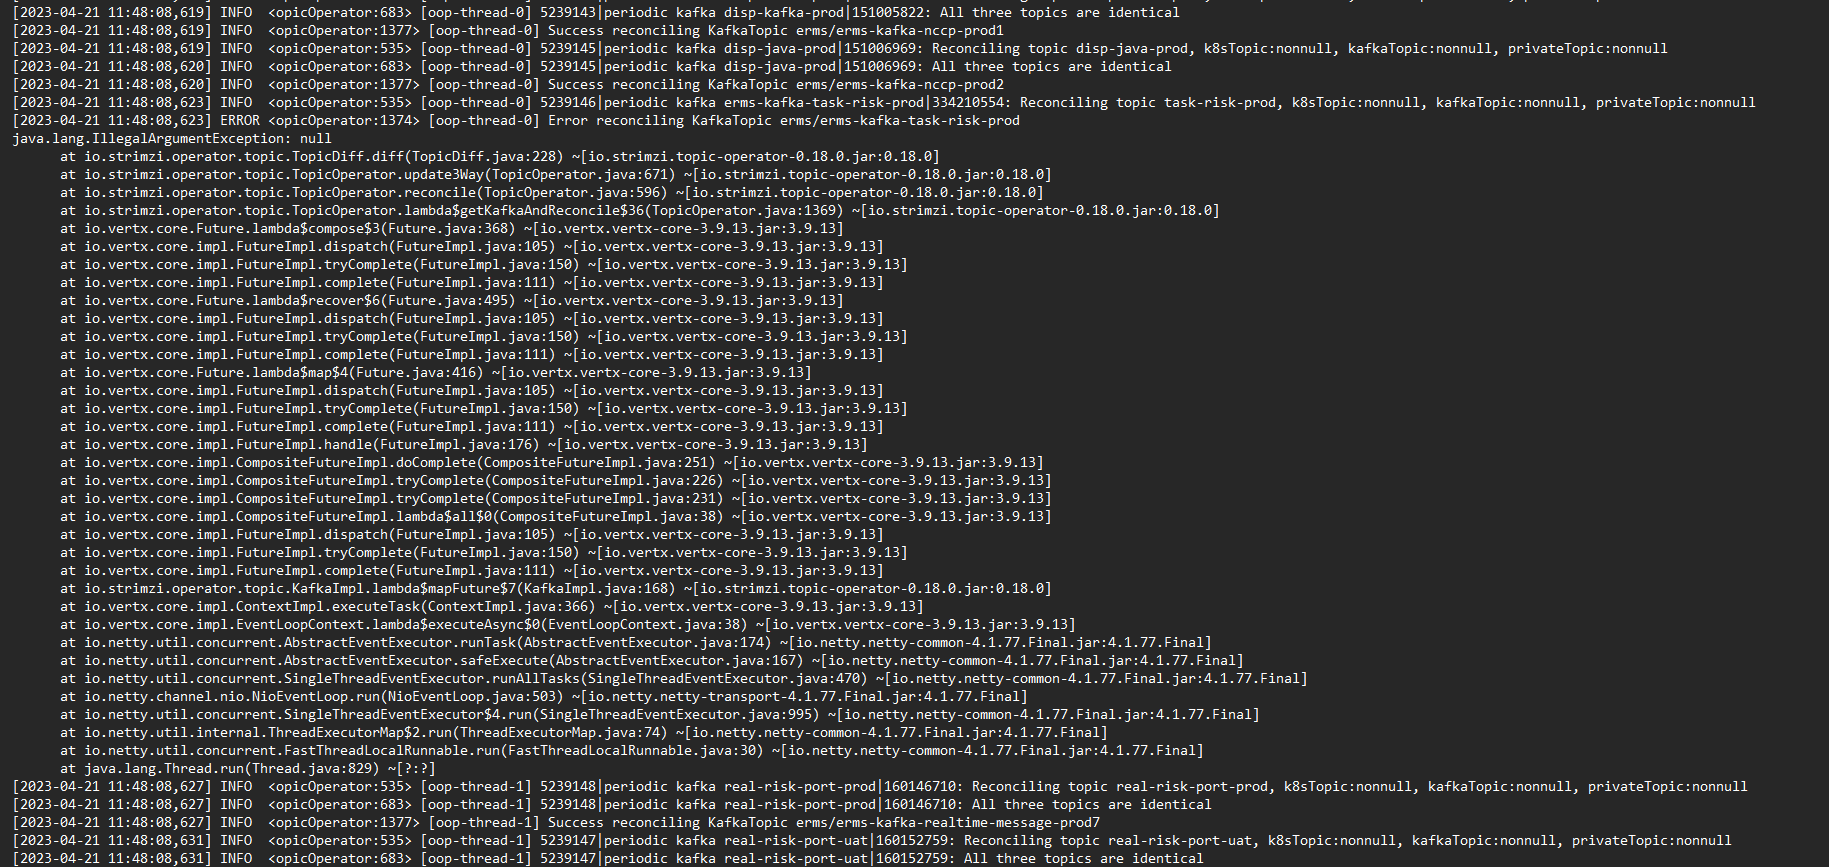 [2023-04-21 11:48:08,619] INFO  <opicOperator:683> [oop-thread-0] 5239143|periodic kafka disp-kafka-prod|151005822: All three topics are identical
[2023-04-21 11:48:08,619] INFO  <opicOperator:1377> [oop-thread-0] Success reconciling KafkaTopic erms/erms-kafka-nccp-prod1
[2023-04-21 11:48:08,619] INFO  <opicOperator:535> [oop-thread-0] 5239145|periodic kafka disp-java-prod|151006969: Reconciling topic disp-java-prod, k8sTopic:nonnull, kafkaTopic:nonnull, privateTopic:nonnull
[2023-04-21 11:48:08,620] INFO  <opicOperator:683> [oop-thread-0] 5239145|periodic kafka disp-java-prod|151006969: All three topics are identical
[2023-04-21 11:48:08,620] INFO  <opicOperator:1377> [oop-thread-0] Success reconciling KafkaTopic erms/erms-kafka-nccp-prod2
[2023-04-21 11:48:08,623] INFO  <opicOperator:535> [oop-thread-0] 5239146|periodic kafka erms-kafka-task-risk-prod|334210554: Reconciling topic task-risk-prod, k8sTopic:nonnull, kafkaTopic:nonnull, privateTopic:nonnull
[2023-04-21 11:48:08,623] ERROR <opicOperator:1374> [oop-thread-0] Error reconciling KafkaTopic erms/erms-kafka-task-risk-prod
java.lang.IllegalArgumentException: null
at io.strimzi.operator.topic.TopicDiff.diff(TopicDiff.java:228) ~[io.strimzi.topic-operator-0.18.0.jar:0.18.0]
at io.strimzi.operator.topic.TopicOperator.update3Way(TopicOperator.java:671) ~[io.strimzi.topic-operator-0.18.0.jar:0.18.0]
at io.strimzi.operator.topic.TopicOperator.reconcile(TopicOperator.java:596) ~[io.strimzi.topic-operator-0.18.0.jar:0.18.0]
at io.strimzi.operator.topic.TopicOperator.lambda$getKafkaAndReconcile$36(TopicOperator.java:1369) ~[io.strimzi.topic-operator-0.18.0.jar:0.18.0]
at io.vertx.core.Future.lambda$compose$3(Future.java:368) ~[io.vertx.vertx-core-3.9.13.jar:3.9.13]
at io.vertx.core.impl.FutureImpl.dispatch(FutureImpl.java:105) ~[io.vertx.vertx-core-3.9.13.jar:3.9.13]
at io.vertx.core.impl.FutureImpl.tryComplete(FutureImpl.java:150) ~[io.vertx.vertx-core-3.9.13.jar:3.9.13]
at io.vertx.core.impl.FutureImpl.complete(FutureImpl.java:111) ~[io.vertx.vertx-core-3.9.13.jar:3.9.13]
at io.vertx.core.Future.lambda$recover$6(Future.java:495) ~[io.vertx.vertx-core-3.9.13.jar:3.9.13]
at io.vertx.core.impl.FutureImpl.dispatch(FutureImpl.java:105) ~[io.vertx.vertx-core-3.9.13.jar:3.9.13]
at io.vertx.core.impl.FutureImpl.tryComplete(FutureImpl.java:150) ~[io.vertx.vertx-core-3.9.13.jar:3.9.13]
at io.vertx.core.impl.FutureImpl.complete(FutureImpl.java:111) ~[io.vertx.vertx-core-3.9.13.jar:3.9.13]
at io.vertx.core.Future.lambda$map$4(Future.java:416) ~[io.vertx.vertx-core-3.9.13.jar:3.9.13]
at io.vertx.core.impl.FutureImpl.dispatch(FutureImpl.java:105) ~[io.vertx.vertx-core-3.9.13.jar:3.9.13]
at io.vertx.core.impl.FutureImpl.tryComplete(FutureImpl.java:150) ~[io.vertx.vertx-core-3.9.13.jar:3.9.13]
at io.vertx.core.impl.FutureImpl.complete(FutureImpl.java:111) ~[io.vertx.vertx-core-3.9.13.jar:3.9.13]
at io.vertx.core.impl.FutureImpl.handle(FutureImpl.java:176) ~[io.vertx.vertx-core-3.9.13.jar:3.9.13]
at io.vertx.core.impl.CompositeFutureImpl.doComplete(CompositeFutureImpl.java:251) ~[io.vertx.vertx-core-3.9.13.jar:3.9.13]
at io.vertx.core.impl.CompositeFutureImpl.tryComplete(CompositeFutureImpl.java:226) ~[io.vertx.vertx-core-3.9.13.jar:3.9.13]
at io.vertx.core.impl.CompositeFutureImpl.tryComplete(CompositeFutureImpl.java:231) ~[io.vertx.vertx-core-3.9.13.jar:3.9.13]
at io.vertx.core.impl.CompositeFutureImpl.lambda$all$0(CompositeFutureImpl.java:38) ~[io.vertx.vertx-core-3.9.13.jar:3.9.13]
at io.vertx.core.impl.FutureImpl.dispatch(FutureImpl.java:105) ~[io.vertx.vertx-core-3.9.13.jar:3.9.13]
at io.vertx.core.impl.FutureImpl.tryComplete(FutureImpl.java:150) ~[io.vertx.vertx-core-3.9.13.jar:3.9.13]
at io.vertx.core.impl.FutureImpl.complete(FutureImpl.java:111) ~[io.vertx.vertx-core-3.9.13.jar:3.9.13]
at io.strimzi.operator.topic.KafkaImpl.lambda$mapFuture$7(KafkaImpl.java:168) ~[io.strimzi.topic-operator-0.18.0.jar:0.18.0]
at io.vertx.core.impl.ContextImpl.executeTask(ContextImpl.java:366) ~[io.vertx.vertx-core-3.9.13.jar:3.9.13]
at io.vertx.core.impl.EventLoopContext.lambda$executeAsync$0(EventLoopContext.java:38) ~[io.vertx.vertx-core-3.9.13.jar:3.9.13]
at io.netty.util.concurrent.AbstractEventExecutor.runTask(AbstractEventExecutor.java:174) ~[io.netty.netty-common-4.1.77.Final.jar:4.1.77.Final]
at io.netty.util.concurrent.AbstractEventExecutor.safeExecute(AbstractEventExecutor.java:167) ~[io.netty.netty-common-4.1.77.Final.jar:4.1.77.Final]
at io.netty.util.concurrent.SingleThreadEventExecutor.runAllTasks(SingleThreadEventExecutor.java:470) ~[io.netty.netty-common-4.1.77.Final.jar:4.1.77.Final]
at io.netty.channel.nio.NioEventLoop.run(NioEventLoop.java:503) ~[io.netty.netty-transport-4.1.77.Final.jar:4.1.77.Final]
at io.netty.util.concurrent.SingleThreadEventExecutor$4.run(SingleThreadEventExecutor.java:995) ~[io.netty.netty-common-4.1.77.Final.jar:4.1.77.Final]
at io.netty.util.internal.ThreadExecutorMap$2.run(ThreadExecutorMap.java:74) ~[io.netty.netty-common-4.1.77.Final.jar:4.1.77.Final]
at io.netty.util.concurrent.FastThreadLocalRunnable.run(FastThreadLocalRunnable.java:30) ~[io.netty.netty-common-4.1.77.Final.jar:4.1.77.Final]
at java.lang.Thread.run(Thread.java:829) ~[?:?]
[2023-04-21 11:48:08,627] INFO  <opicOperator:535> [oop-thread-1] 5239148|periodic kafka real-risk-port-prod|160146710: Reconciling topic real-risk-port-prod, k8sTopic:nonnull, kafkaTopic:nonnull, privateTopic:nonnull
[2023-04-21 11:48:08,627] INFO  <opicOperator:683> [oop-thread-1] 5239148|periodic kafka real-risk-port-prod|160146710: All three topics are identical
[2023-04-21 11:48:08,627] INFO  <opicOperator:1377> [oop-thread-1] Success reconciling KafkaTopic erms/erms-kafka-realtime-message-prod7
[2023-04-21 11:48:08,631] INFO  <opicOperator:535> [oop-thread-1] 5239147|periodic kafka real-risk-port-uat|160152759: Reconciling topic real-risk-port-uat, k8sTopic:nonnull, kafkaTopic:nonnull, privateTopic:nonnull
[2023-04-21 11:48:08,631] INFO  <opicOperator:683> [oop-thread-1] 5239147|periodic kafka real-risk-port-uat|160152759: All three topics are identical